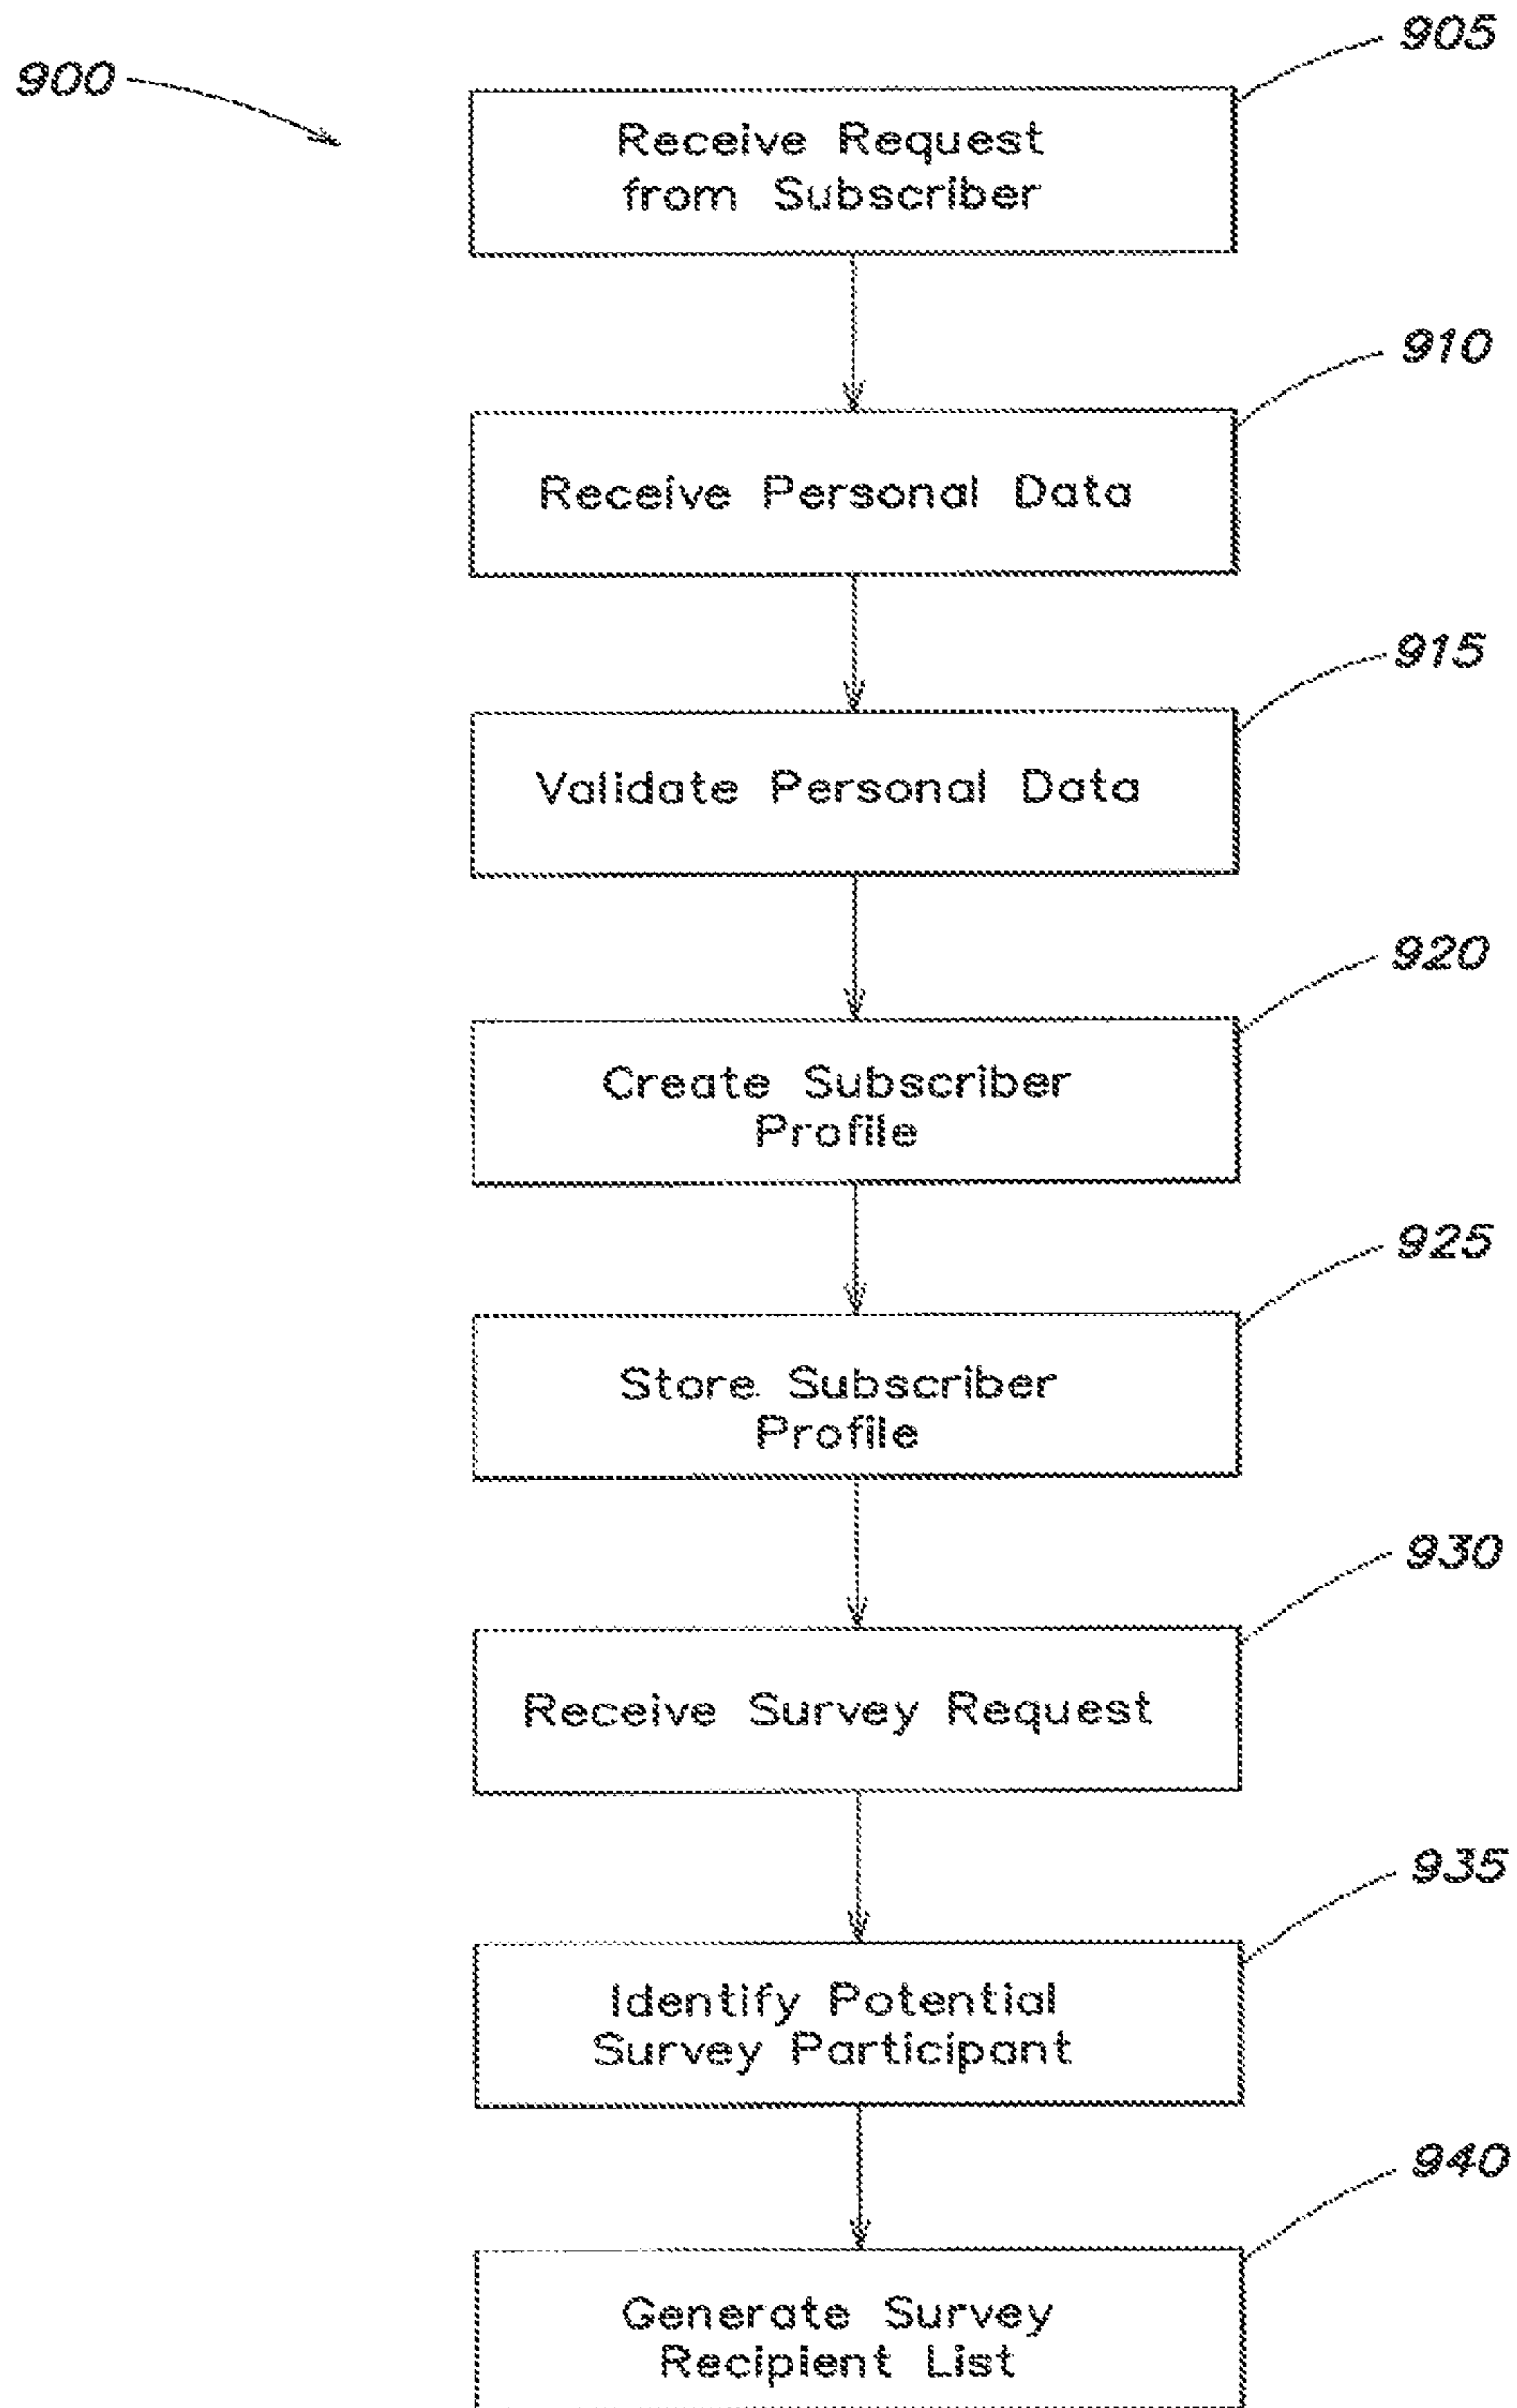 905
900
Receive Request
from Subscriber
910
Receive Personal Data
915
Validate Personal Data
920
Create Subscriber
Profile
925
Store Subscriber
Profile
930
Receive Survey Request
935
Identify Potential
Survey Participant
940
Generate Survey
Recipient List